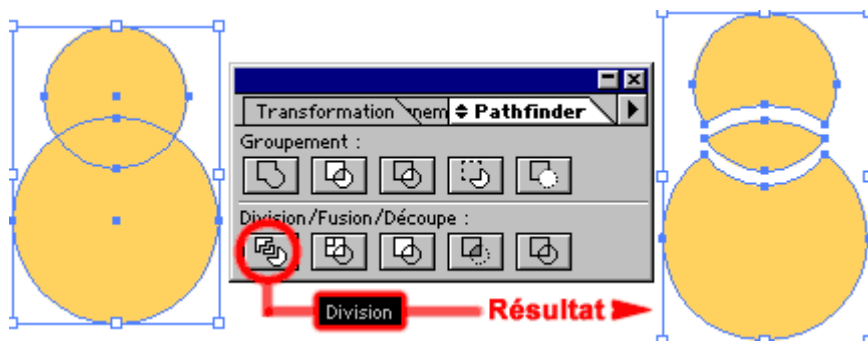 Transformation nem Pathfinder
Groupement :
Division/Fusion/Découpe :
Division
Résultat